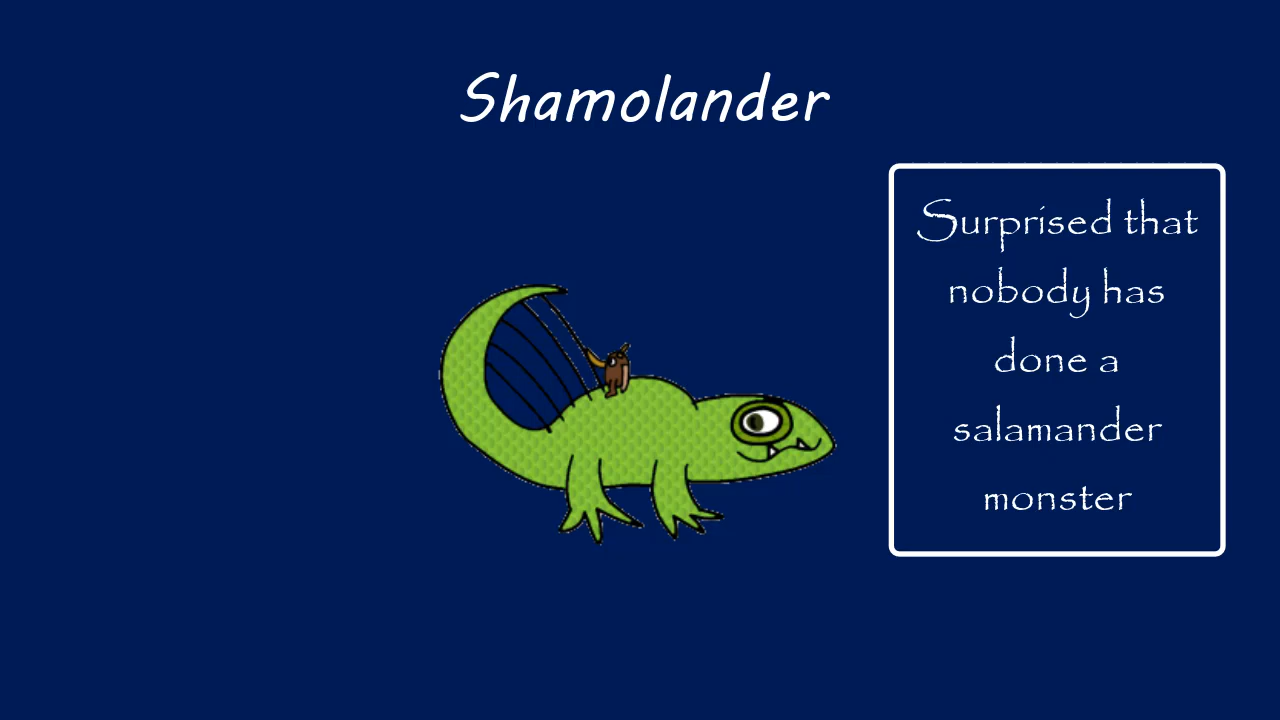 Shamolander
Surprised that
nobody has
done a
salamander
monster